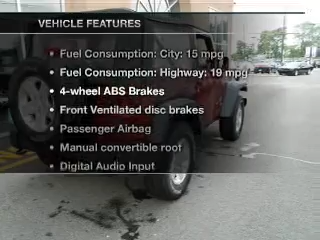 VEHICLE FEATURES
• Fuel Consumption: City: 15 mpg
• Fuel Consumption: Highway: 19 mpg
• 4-wheel ABS Brakes
• Front Ventilated disc brakes
• Passenger Airbag
• Manual convertible roof
• Digital Audio Input